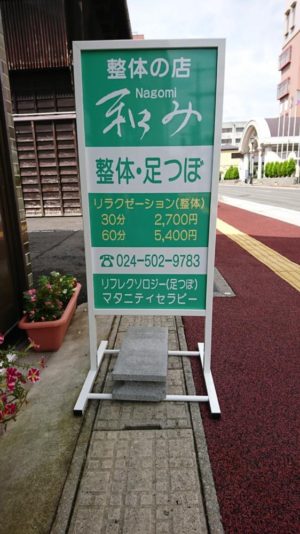 整体の店
Nagomi
和み
整体・足つぼ
リラクゼーション(整体)
30分 2,700円
60分 5,400円
☎024-502-9783
リフレクソロジー(足つぼ)
マタニティセラピー